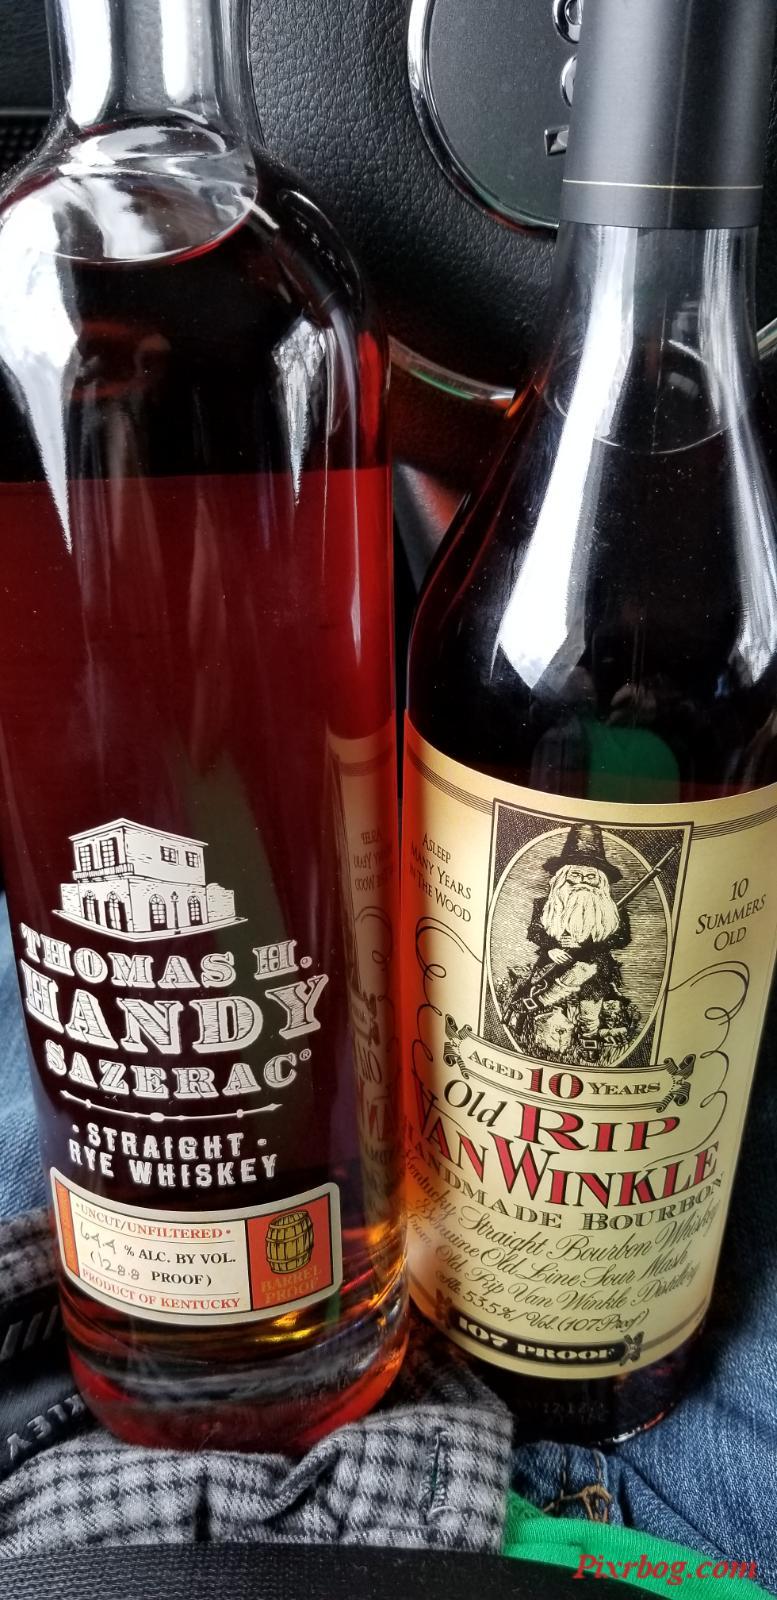 THOMAS H.
HANDY
SAZERAC®
· STRAIGHT ·
RYE WHISKEY
· UNCUT/UNFILTERED ·
64.4 % ALC. BY VOL.
(128.8 PROOF)
PRODUCT OF KENTUCKY
BARREL
PROOF
ASLEEP
MANY YEARS
IN THE WOOD
10
SUMMERS
OLD
AGED 10 YEARS
Old RIP
VAN WINKLE
HANDMADE BOURBON
Kentucky Straight Bourbon Whiskey
Genuine Old Line Sour Mash
Old Rip Van Winkle Distillery
Alc. 53.5%/Vol. (107 Proof)
107 PROOF
Pixrbog.com